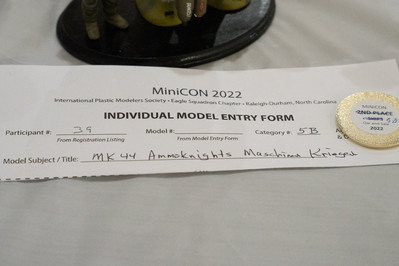 MiniCON 2022
International Plastic Modelers Society • Eagle Squadron Chapter • Raleigh Durham, North Carolina
INDIVIDUAL MODEL ENTRY FORM
Participant #: 39 Model #: Category #: 5B
From Registration Listing From Model Entry Form
Model Subject / Title: MK 44 Ammoknights Maschinen Krieger
MINICON
2ND PLACE
2022